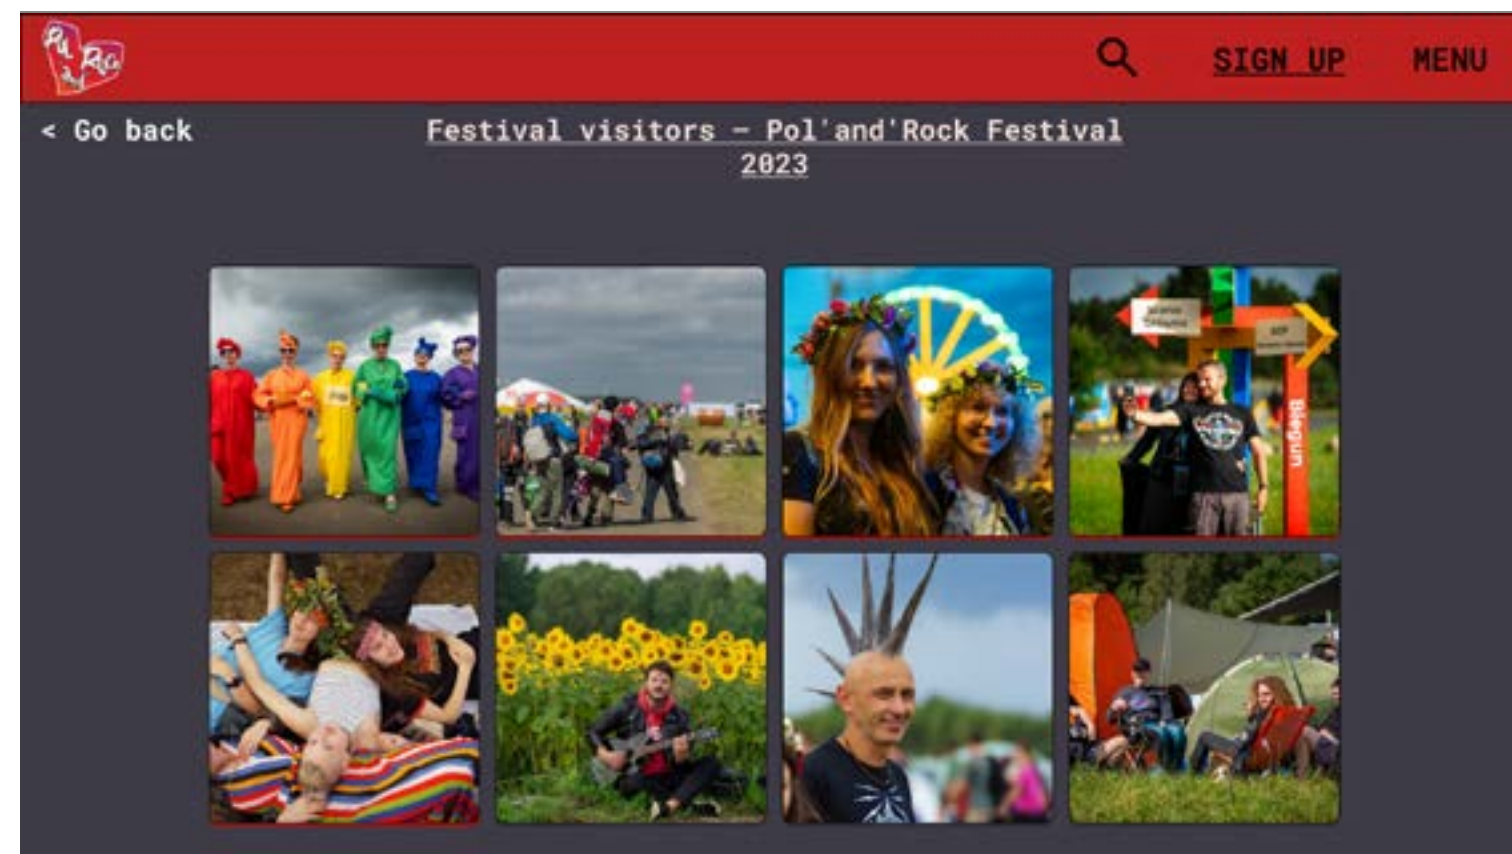 SIGN UP
MENU
< Go back
Festival visitors – Pol'and'Rock Festival
2023
Biegun